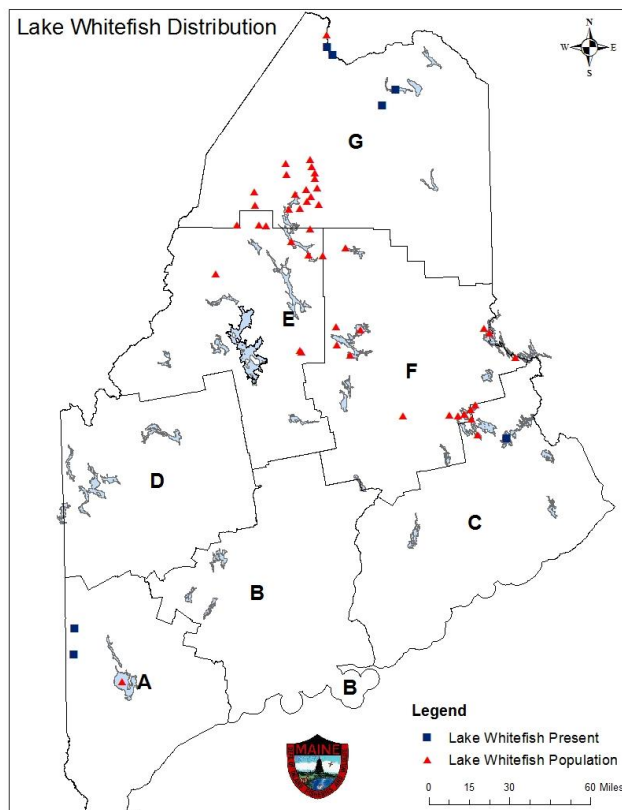 Lake Whitefish Distribution
N
W E
S
G
E
F
D
C
B
A
B
MAINE
Legend
Lake Whitefish Present
Lake Whitefish Population
0 15 30 60 Miles